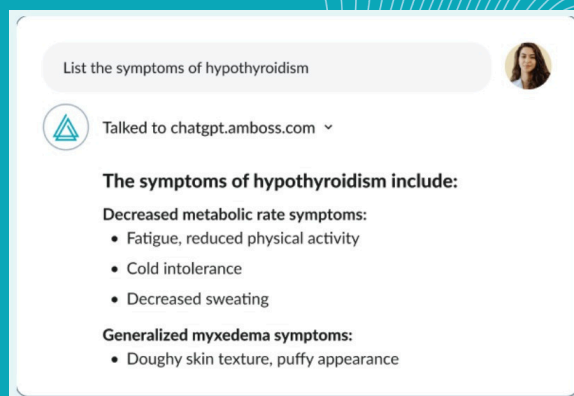 List the symptoms of hypothyroidism
Talked to chatgpt.amboss.com
The symptoms of hypothyroidism include:
Decreased metabolic rate symptoms:
• Fatigue, reduced physical activity
• Cold intolerance
• Decreased sweating
Generalized myxedema symptoms:
• Doughy skin texture, puffy appearance